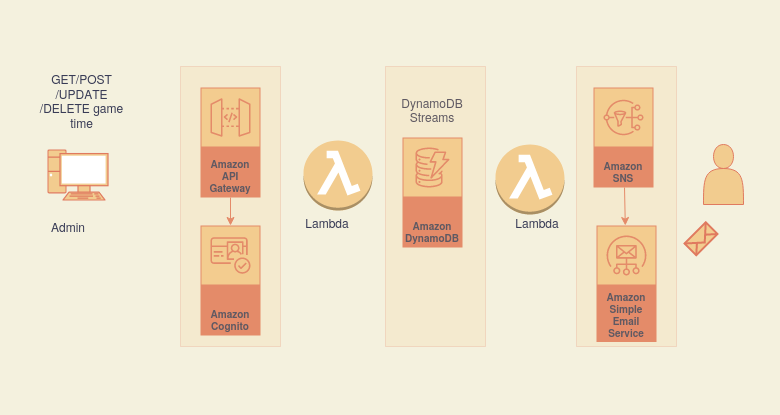 GET/POST
/UPDATE
/DELETE game
time
Admin
Amazon
API
Gateway
Amazon
Cognito
Lambda
DynamoDB
Streams
Amazon
DynamoDB
Lambda
Amazon
SNS
Amazon
Simple
Email
Service